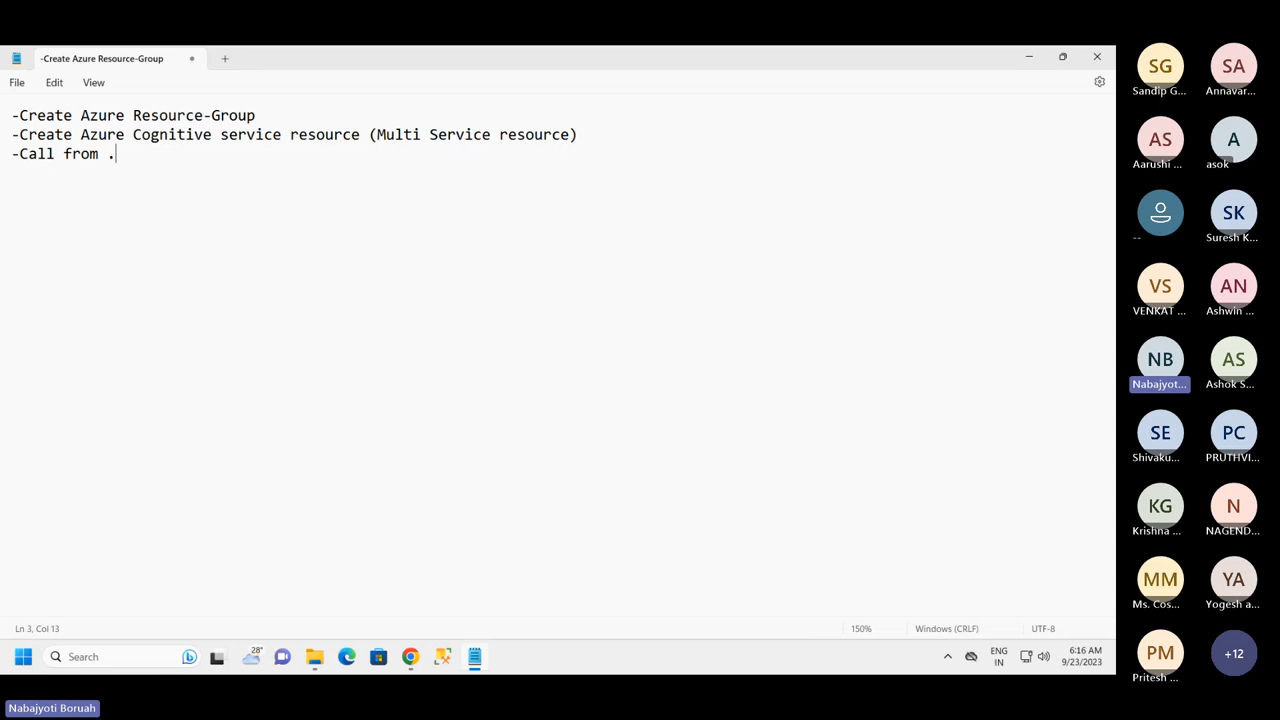 -Create Azure Resource-Group
File Edit View
-Create Azure Resource-Group
-Create Azure Cognitive service resource (Multi Service resource)
-Call from .
Ln 3, Col 13
150%
Windows (CRLF)
UTF-8
Search
28°
ENG
IN
6:16 AM
9/23/2023
SG
Sandip G...
SA
Annavar...
AS
Aarushi ...
A
asok
--
SK
Suresh K...
VS
VENKAT ...
AN
Ashwin ...
NB
Nabajyot...
AS
Ashok S...
SE
Shivaku...
PC
PRUTHVI...
KG
Krishna ...
N
NAGEND...
MM
Ms. Cos...
YA
Yogesh a...
PM
Pritesh ...
+12
Nabajyoti Boruah